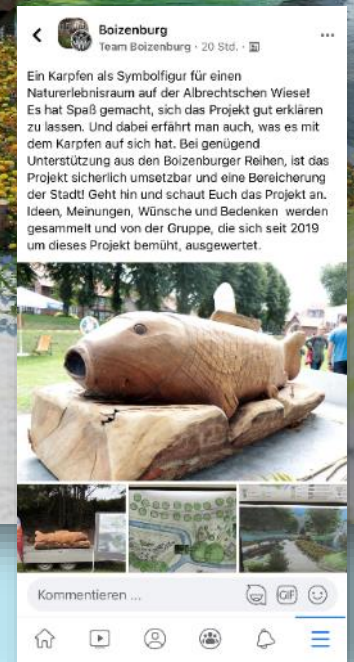 Boizenburg
Team Boizenburg · 20 Std. ·
Ein Karpfen als Symbolfigur für einen
Naturerlebnisraum auf der Albrechtschen Wiese!
Es hat Spaß gemacht, sich das Projekt gut erklären
zu lassen. Und dabei erfährt man auch, was es mit
dem Karpfen auf sich hat. Bei genügend
Unterstützung aus den Boizenburger Reihen, ist das
Projekt sicherlich umsetzbar und eine Bereicherung
der Stadt! Geht hin und schaut Euch das Projekt an.
Ideen, Meinungen, Wünsche und Bedenken werden
gesammelt und von der Gruppe, die sich seit 2019
um dieses Projekt bemüht, ausgewertet.
Kommentieren ...
GIF